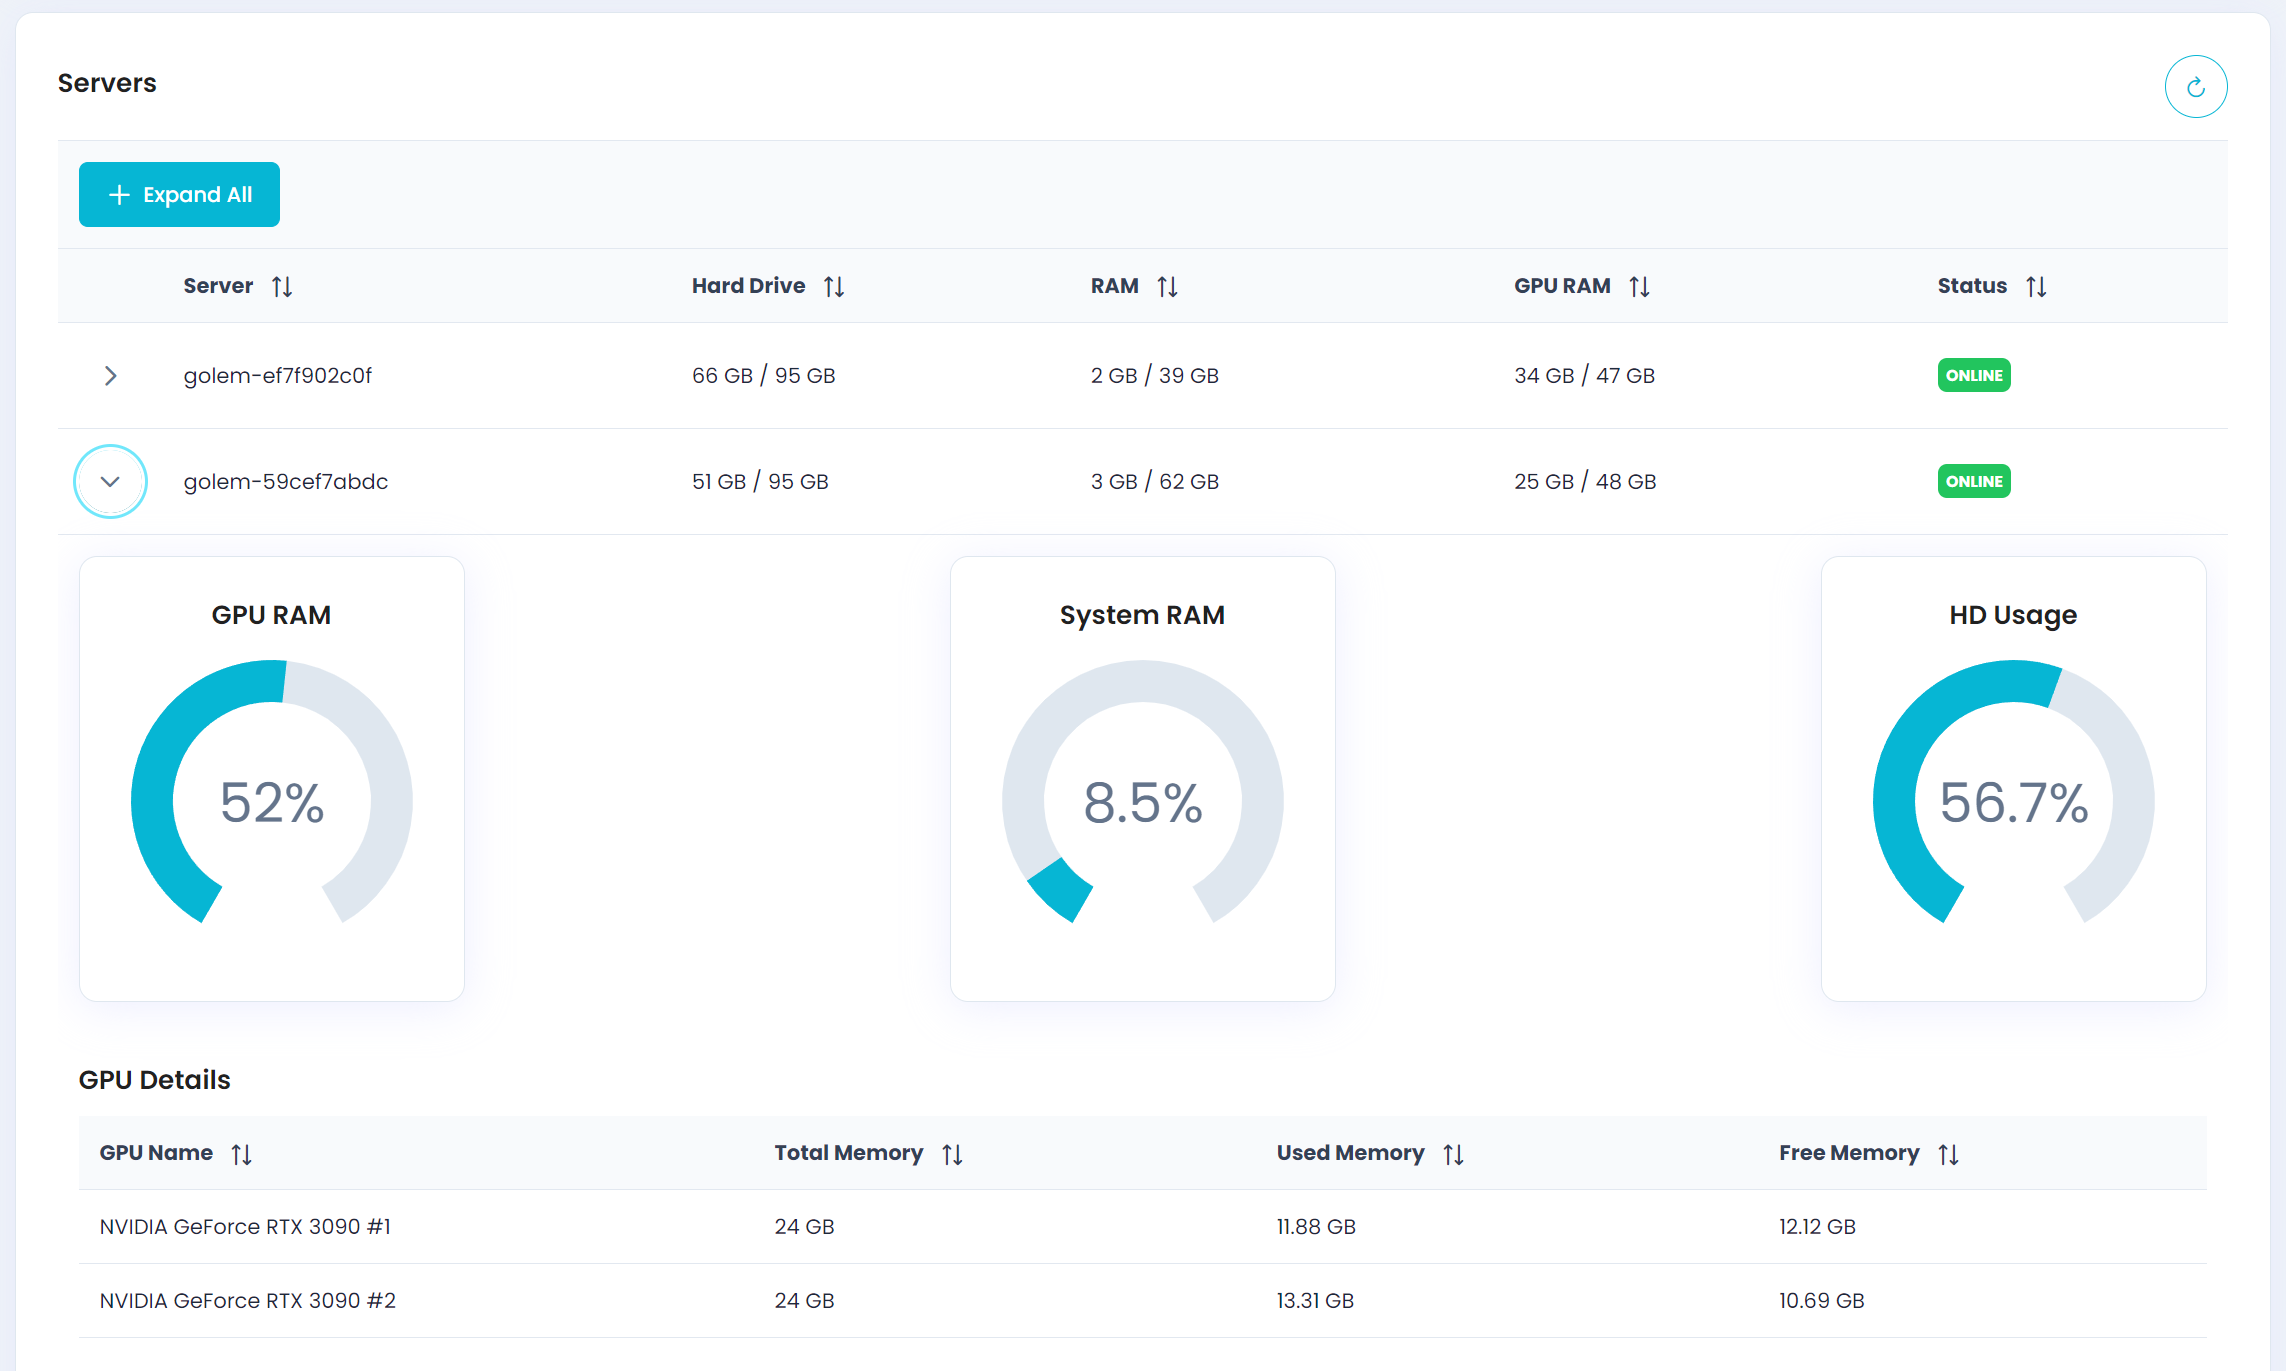 Servers
Expand All
Server Hard Drive RAM GPU RAM Status
golem-ef7f902c0f 66 GB / 95 GB 2 GB / 39 GB 34 GB / 47 GB ONLINE
golem-59cef7abdc 51 GB / 95 GB 3 GB / 62 GB 25 GB / 48 GB ONLINE
GPU RAM System RAM HD Usage
52% 8.5% 56.7%
GPU Details
GPU Name Total Memory Used Memory Free Memory
NVIDIA GeForce RTX 3090 #1 24 GB 11.88 GB 12.12 GB
NVIDIA GeForce RTX 3090 #2 24 GB 13.31 GB 10.69 GB